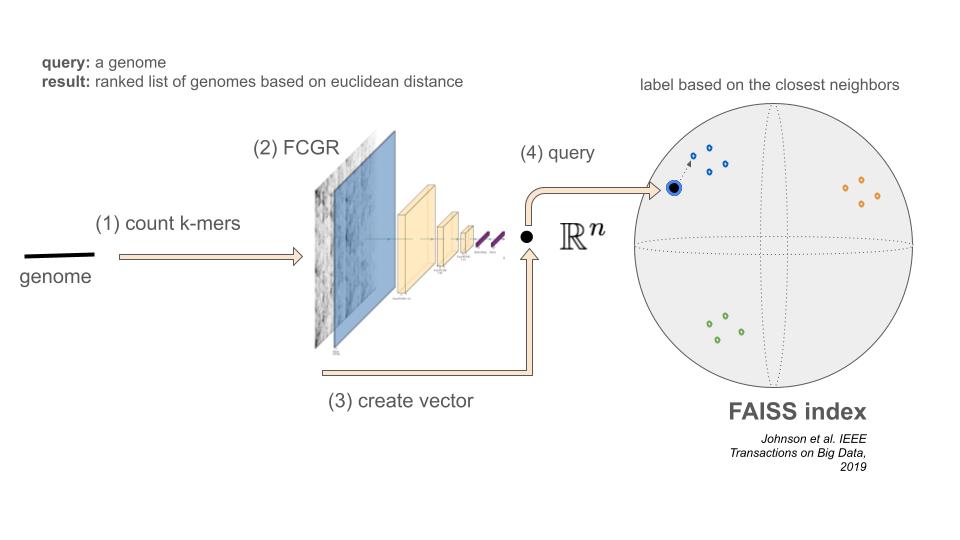 query: a genome
result: ranked list of genomes based on euclidean distance
label based on the closest neighbors
(2) FCGR
(4) query
(1) count k-mers
ℝⁿ
genome
(3) create vector
FAISS index
Johnson et al. IEEE
Transactions on Big Data,
2019